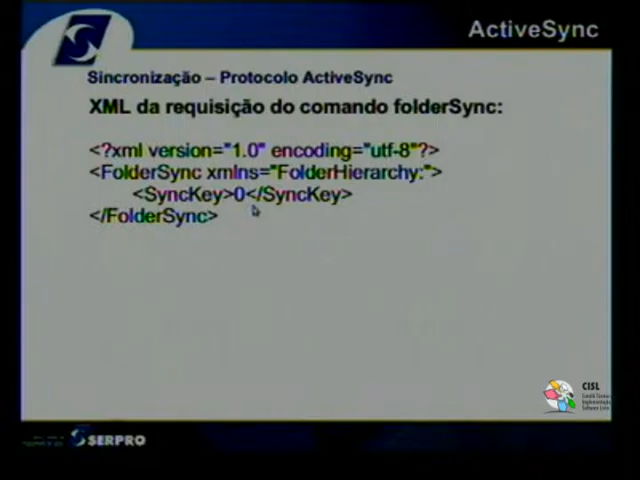 ActiveSync
Sincronização – Protocolo ActiveSync
XML da requisição do comando folderSync:
<?xml version="1.0" encoding="utf-8"?>
<FolderSync xmlns="FolderHierarchy:">
<SyncKey>0</SyncKey>
</FolderSync>
CISL
SERPRO